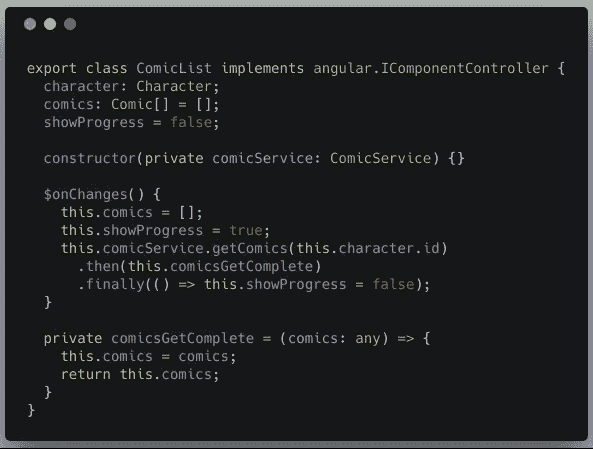 export class ComicList implements angular.IComponentController {
  character: Character;
  comics: Comic[] = [];
  showProgress = false;

  constructor(private comicService: ComicService) {}

  $onChanges() {
    this.comics = [];
    this.showProgress = true;
    this.comicService.getComics(this.character.id)
      .then(this.comicsGetComplete)
      .finally(() => this.showProgress = false);
  }

  private comicsGetComplete = (comics: any) => {
    this.comics = comics;
    return this.comics;
  }
}